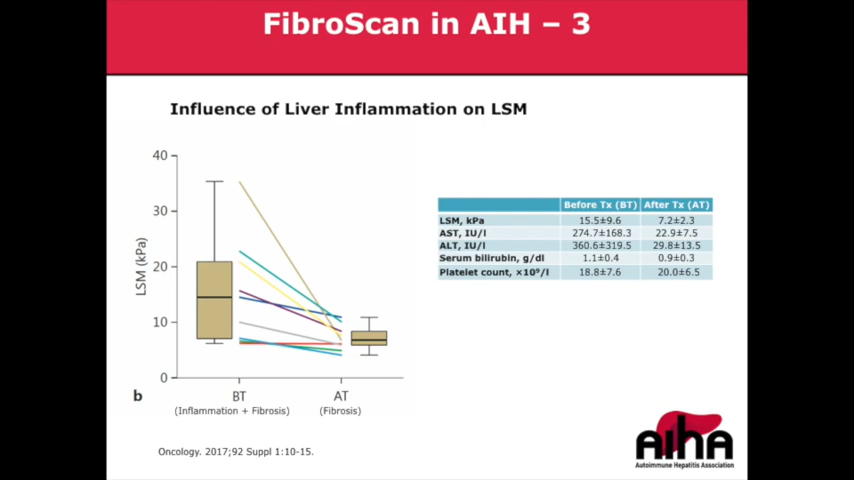 FibroScan in AIH – 3
Influence of Liver Inflammation on LSM
40
30
20
10
0
LSM (kPa)
BT
(Inflammation + Fibrosis)
AT
(Fibrosis)
b
Before Tx (BT) After Tx (AT)
LSM, kPa 15.5±9.6 7.2±2.3
AST, IU/l 274.7±168.3 22.9±7.5
ALT, IU/l 360.6±319.5 29.8±13.5
Serum bilirubin, g/dl 1.1±0.4 0.9±0.3
Platelet count, ×10⁹/l 18.8±7.6 20.0±6.5
Oncology. 2017;92 Suppl 1:10-15.
AIHA
Autoimmune Hepatitis Association